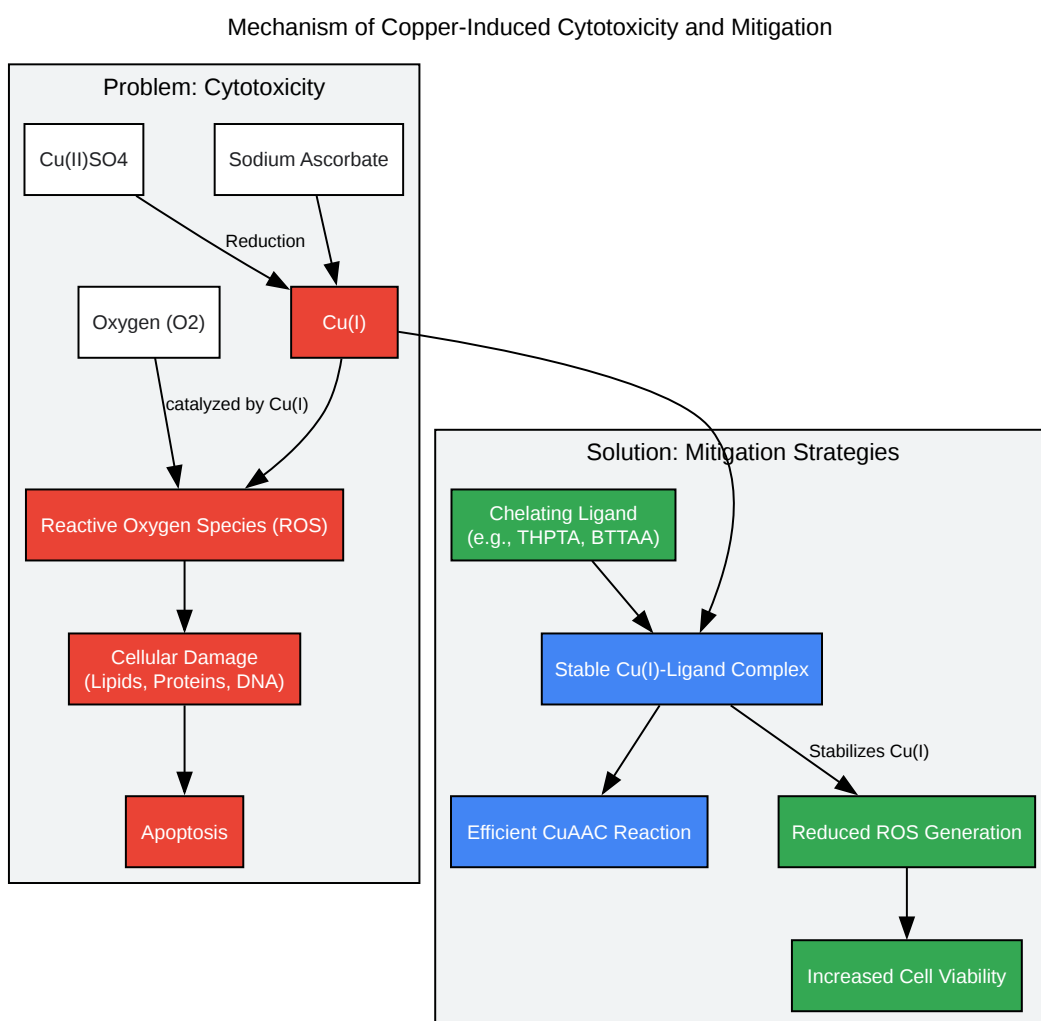 Mechanism of Copper-Induced Cytotoxicity and Mitigation
Problem: Cytotoxicity
Cu(II)SO4
Sodium Ascorbate
Reduction
Oxygen (O2)
Cu(I)
catalyzed by Cu(I)
Reactive Oxygen Species (ROS)
Cellular Damage
(Lipids, Proteins, DNA)
Apoptosis
Solution: Mitigation Strategies
Chelating Ligand
(e.g., THPTA, BTTAA)
Stable Cu(I)-Ligand Complex
Stabilizes Cu(I)
Efficient CuAAC Reaction
Reduced ROS Generation
Increased Cell Viability